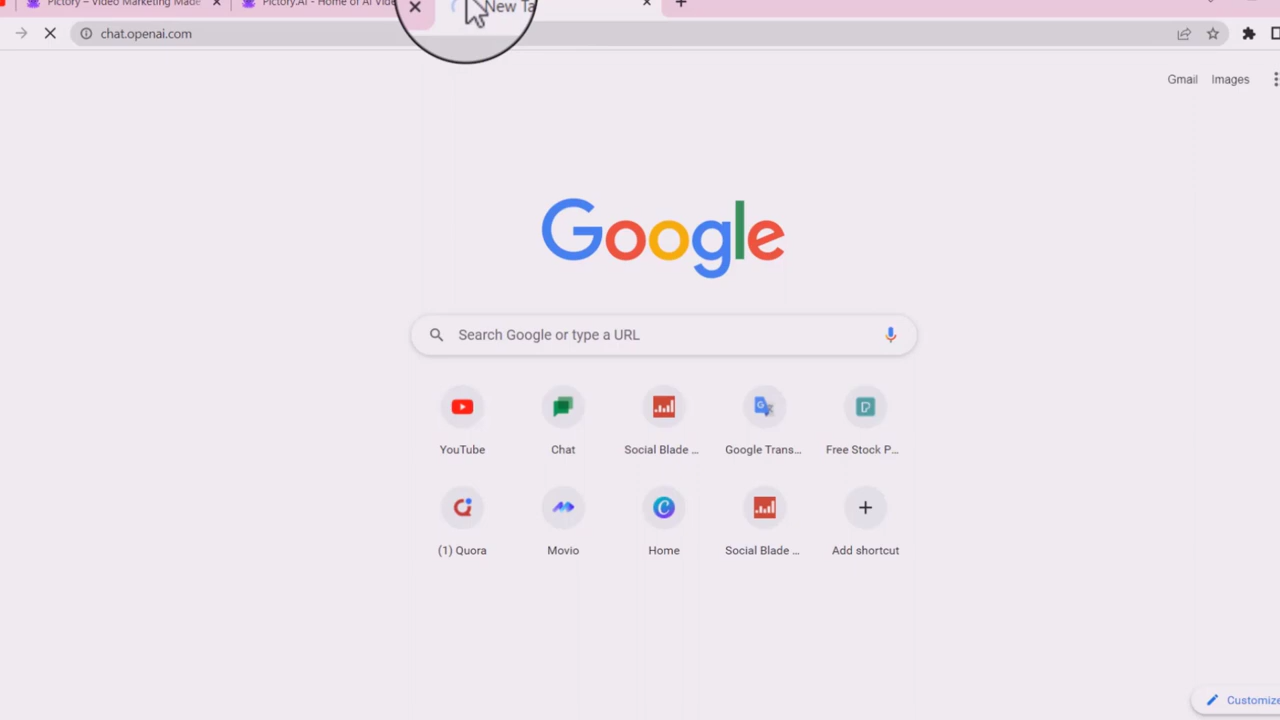 Pictory – Video Marketing Made
Pictory.AI - Home of AI Vide
New Ta
chat.openai.com
Gmail
Images
Google
Search Google or type a URL
YouTube
Chat
Social Blade ...
Google Trans...
Free Stock P...
(1) Quora
Movio
Home
Social Blade ...
Add shortcut
Customize